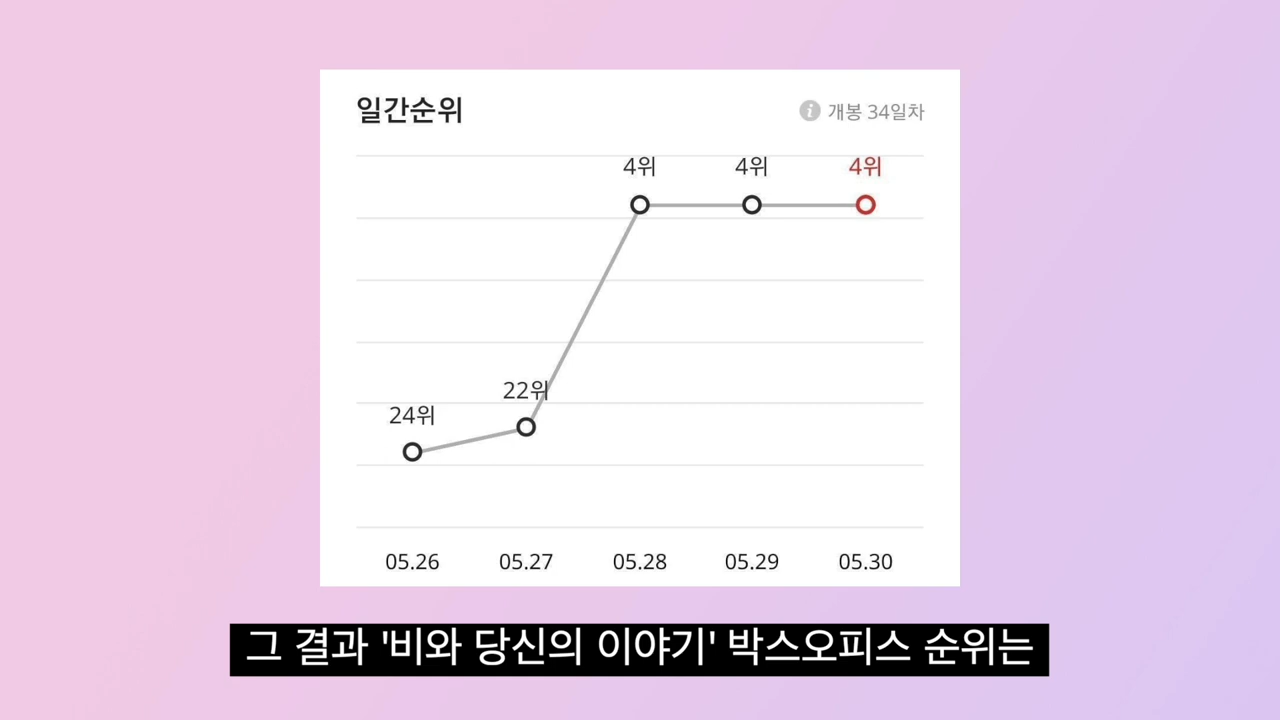 일간순위
개봉 34일차
4위 4위 4위
22위
24위
05.26 05.27 05.28 05.29 05.30
그 결과 '비와 당신의 이야기' 박스오피스 순위는